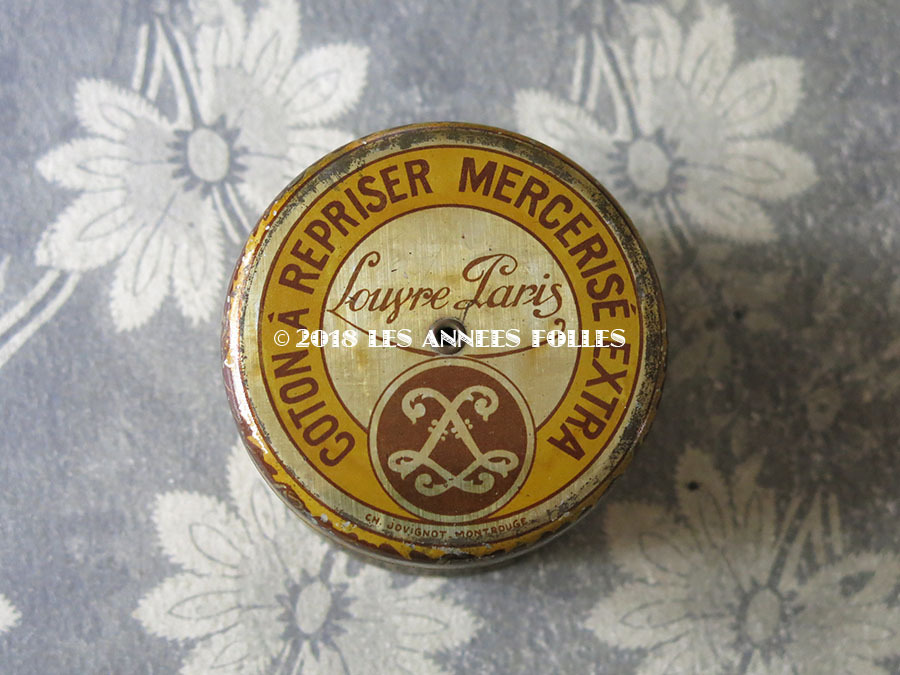 COTON À REPRISER MERCERISÉ EXTRA
Louvre Paris
© 2018 LES ANNEES FOLLES
CH. JOVIGNOT. MONTROUGE